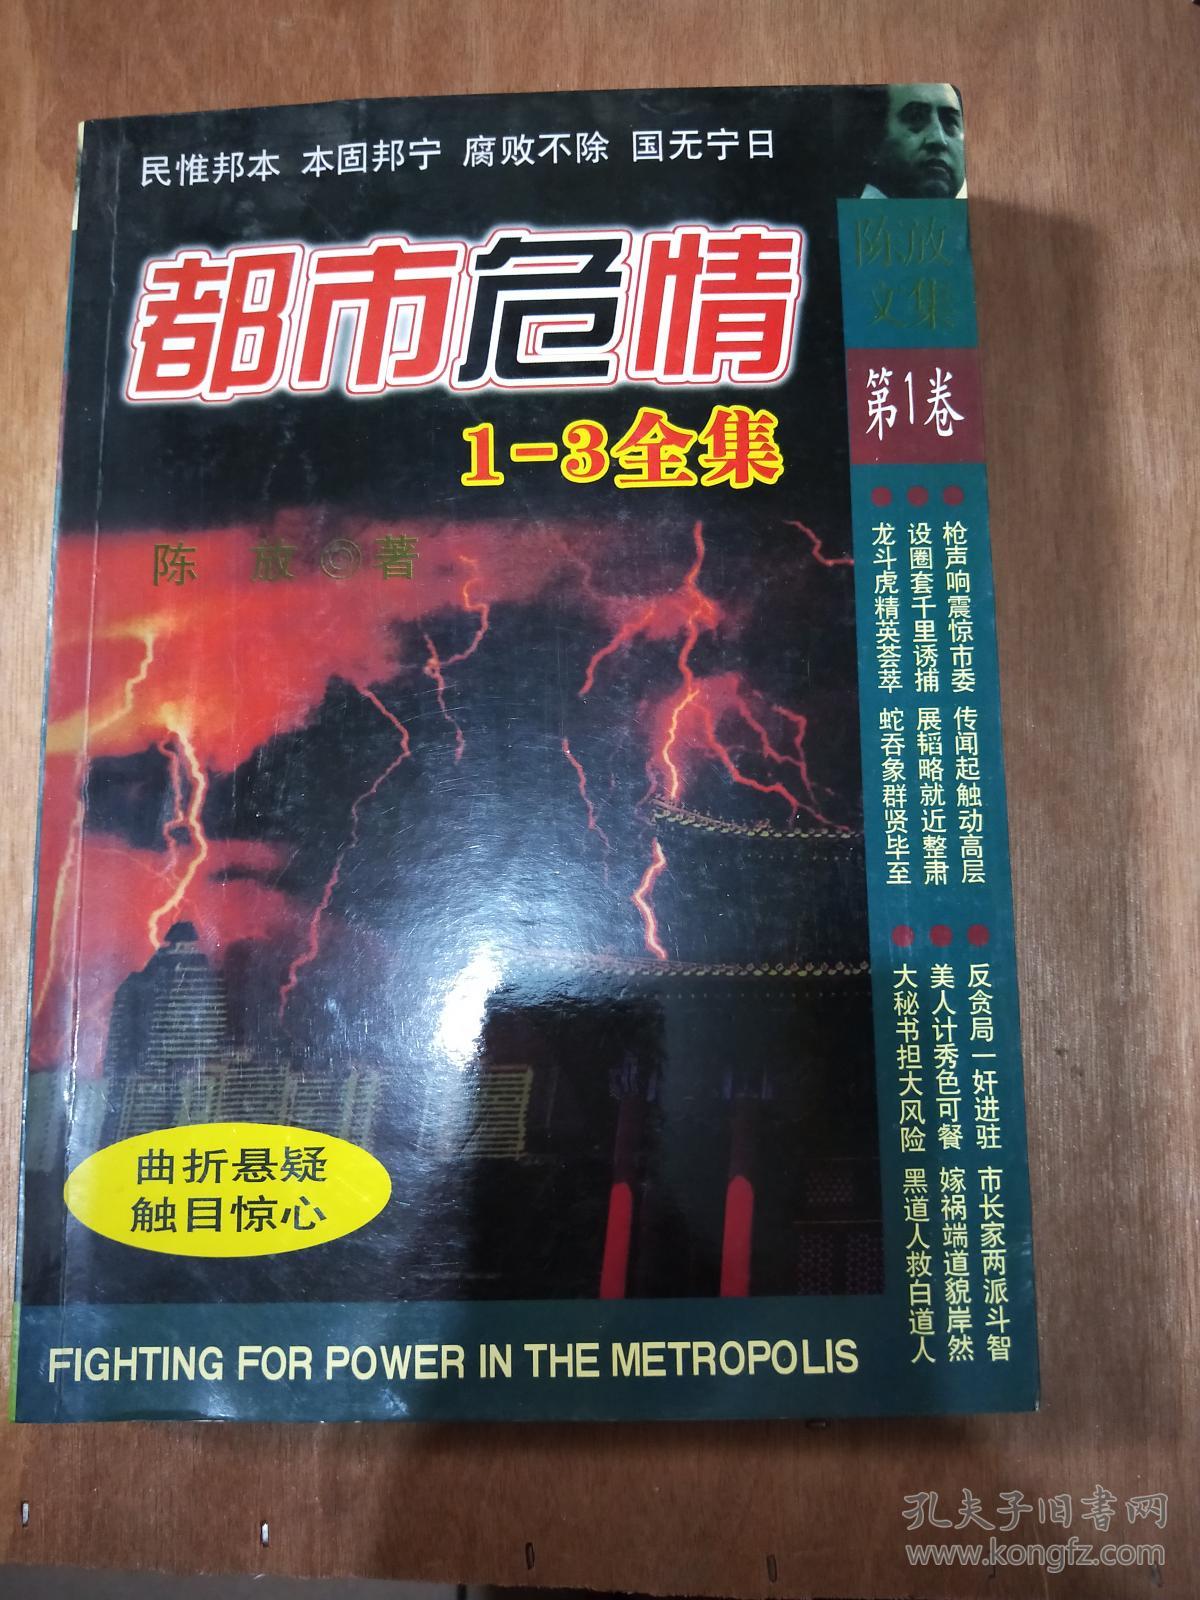 民惟邦本 本固邦宁 腐败不除 国无宁日
都市危情
1-3全集
陈放◎著
陈放
文集
第1卷
枪声响震惊市委 传闻起触动高层
设圈套千里诱捕 展韬略就近整肃
龙斗虎精英荟萃 蛇吞象群贤毕至
反贪局一奸进驻 市长家两派斗智
美人计秀色可餐 嫁祸端道貌岸然
大秘书担大风险 黑道人救白道人
曲折悬疑
触目惊心
FIGHTING FOR POWER IN THE METROPOLIS
孔夫子旧书网
www.kongfz.com